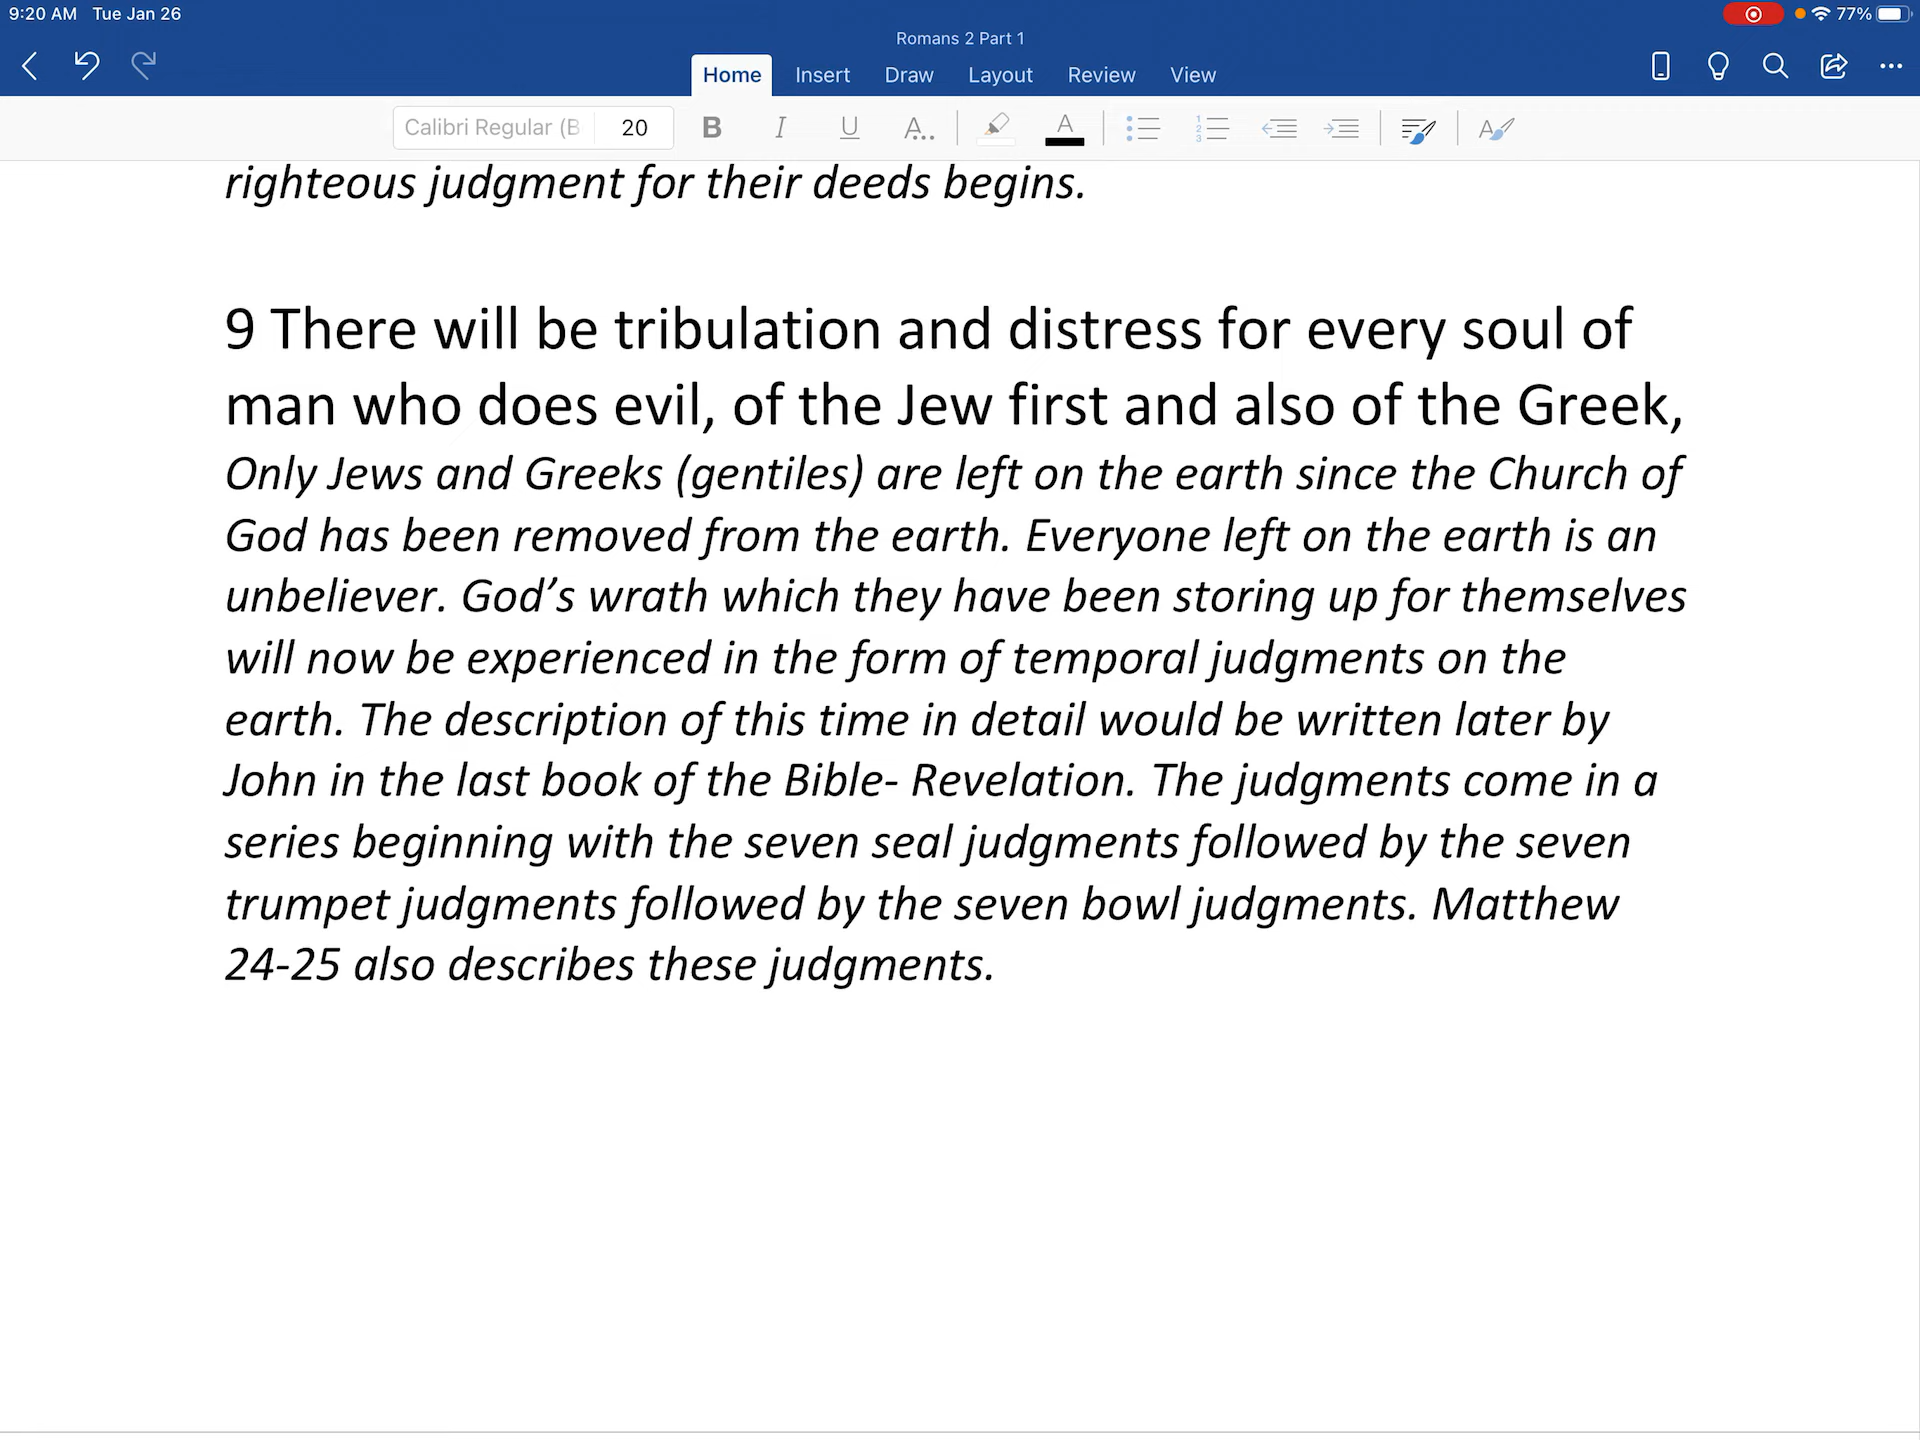 9:20 AM Tue Jan 26
77%
Romans 2 Part 1
Home Insert Draw Layout Review View
Calibri Regular (B 20 B I U A.. A A
righteous judgment for their deeds begins.
9 There will be tribulation and distress for every soul of
man who does evil, of the Jew first and also of the Greek,
Only Jews and Greeks (gentiles) are left on the earth since the Church of
God has been removed from the earth. Everyone left on the earth is an
unbeliever. God’s wrath which they have been storing up for themselves
will now be experienced in the form of temporal judgments on the
earth. The description of this time in detail would be written later by
John in the last book of the Bible- Revelation. The judgments come in a
series beginning with the seven seal judgments followed by the seven
trumpet judgments followed by the seven bowl judgments. Matthew
24-25 also describes these judgments.